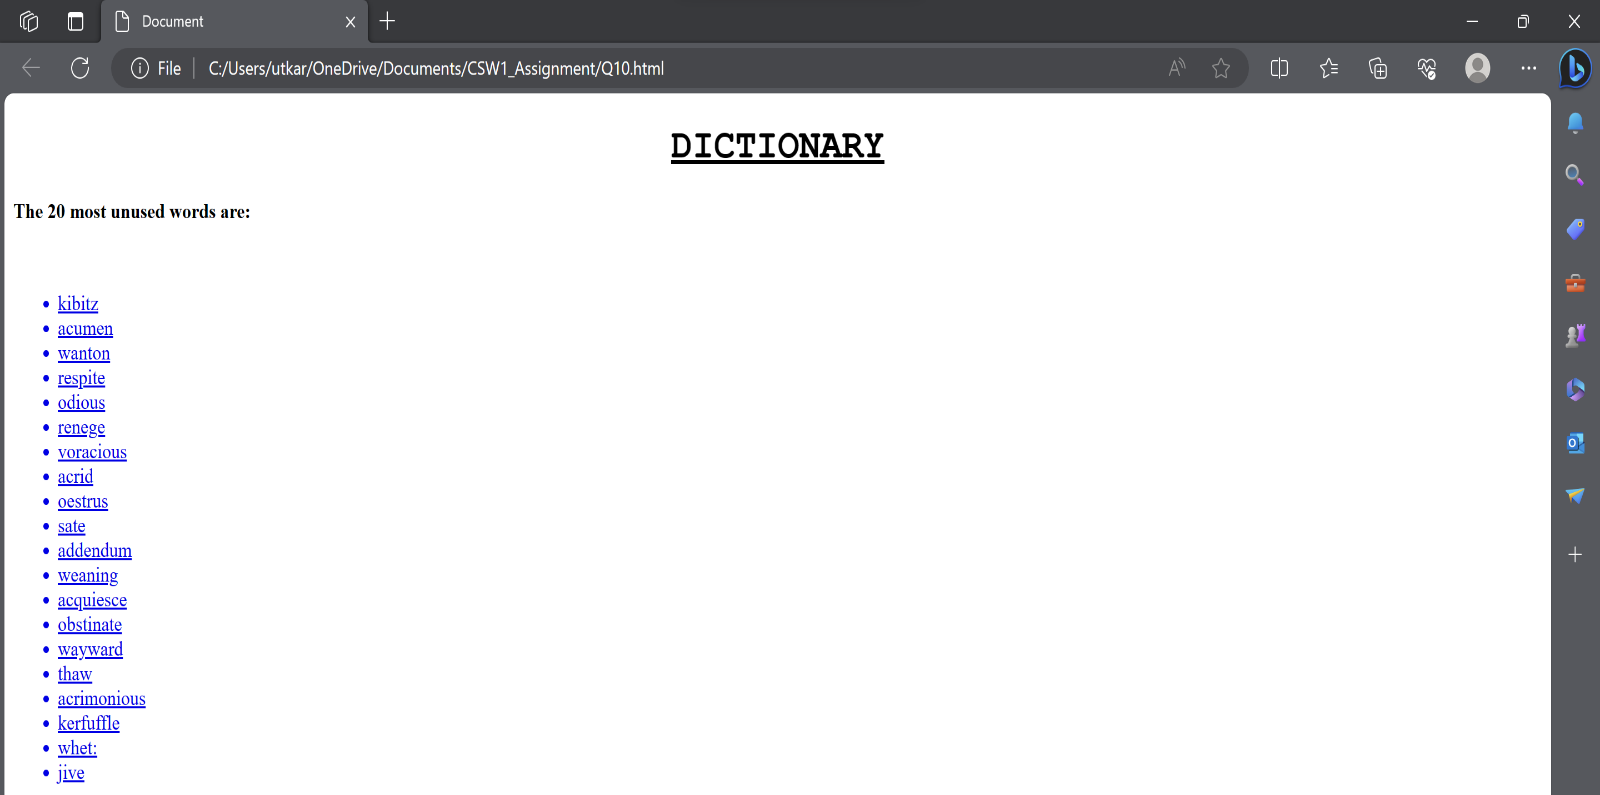 Document
File C:/Users/utkar/OneDrive/Documents/CSW1_Assignment/Q10.html
DICTIONARY
The 20 most unused words are:
kibitz
acumen
wanton
respite
odious
renege
voracious
acrid
oestrus
sate
addendum
weaning
acquiesce
obstinate
wayward
thaw
acrimonious
kerfuffle
whet:
jive